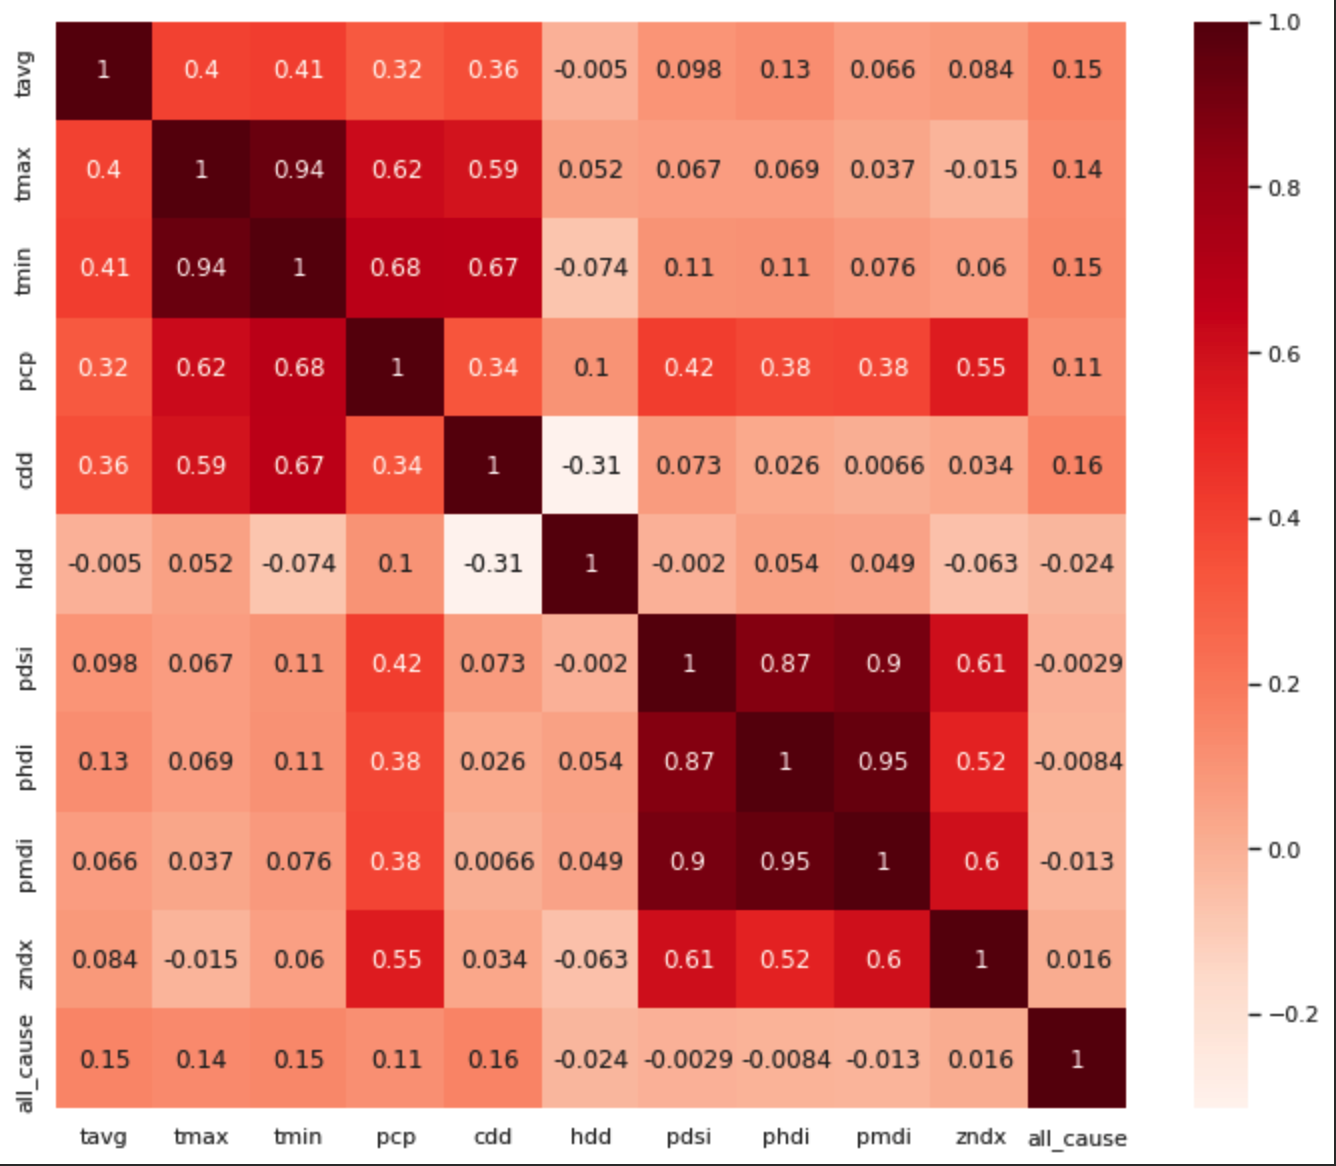 tavg 1 0.4 0.41 0.32 0.36 -0.005 0.098 0.13 0.066 0.084 0.15
tmax 0.4 1 0.94 0.62 0.59 0.052 0.067 0.069 0.037 -0.015 0.14
tmin 0.41 0.94 1 0.68 0.67 -0.074 0.11 0.11 0.076 0.06 0.15
pcp 0.32 0.62 0.68 1 0.34 0.1 0.42 0.38 0.38 0.55 0.11
cdd 0.36 0.59 0.67 0.34 1 -0.31 0.073 0.026 0.0066 0.034 0.16
hdd -0.005 0.052 -0.074 0.1 -0.31 1 -0.002 0.054 0.049 -0.063 -0.024
pdsi 0.098 0.067 0.11 0.42 0.073 -0.002 1 0.87 0.9 0.61 -0.0029
phdi 0.13 0.069 0.11 0.38 0.026 0.054 0.87 1 0.95 0.52 -0.0084
pmdi 0.066 0.037 0.076 0.38 0.0066 0.049 0.9 0.95 1 0.6 -0.013
zndx 0.084 -0.015 0.06 0.55 0.034 -0.063 0.61 0.52 0.6 1 0.016
all_cause 0.15 0.14 0.15 0.11 0.16 -0.024 -0.0029 -0.0084 -0.013 0.016 1
tavg tmax tmin pcp cdd hdd pdsi phdi pmdi zndx all_cause
1.0
0.8
0.6
0.4
0.2
0.0
−0.2